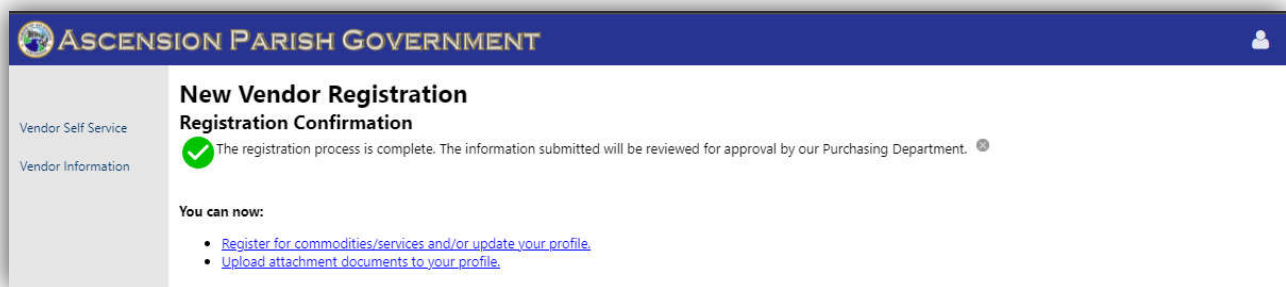 ASCENSION PARISH GOVERNMENT
New Vendor Registration
Vendor Self Service
Registration Confirmation
The registration process is complete. The information submitted will be reviewed for approval by our Purchasing Department.
Vendor Information
You can now:
Register for commodities/services and/or update your profile.
Upload attachment documents to your profile.